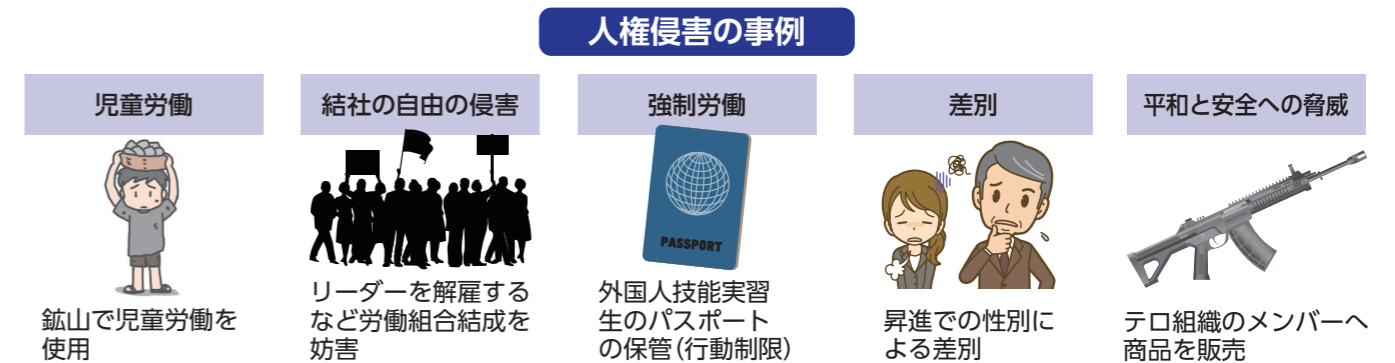 人権侵害の事例
児童労働
鉱山で児童労働を
使用
結社の自由の侵害
リーダーを解雇する
など労働組合結成を
妨害
強制労働
PASSPORT
外国人技能実習
生のパスポート
の保管(行動制限)
差別
昇進での性別に
よる差別
平和と安全への脅威
テロ組織のメンバーへ
商品を販売